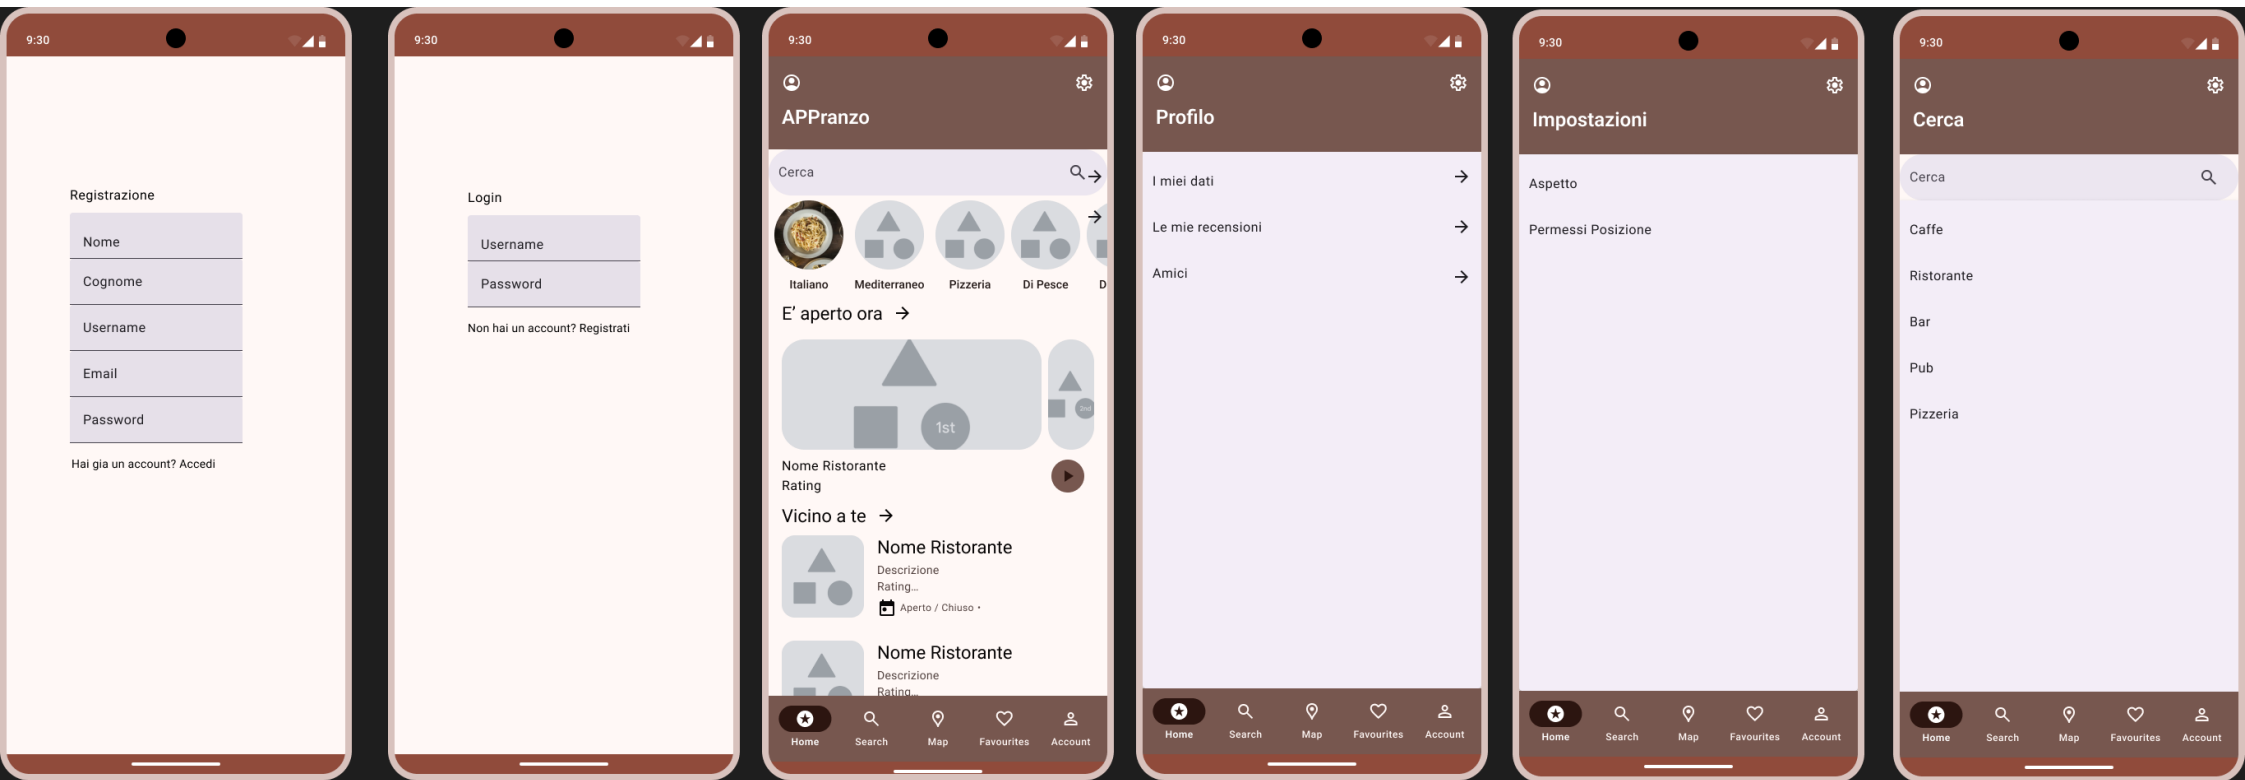 9:30
Registrazione
Nome
Cognome
Username
Email
Password
Hai gia un account? Accedi
9:30
Login
Username
Password
Non hai un account? Registrati
9:30
APPranzo
Cerca
Italiano
Mediterraneo
Pizzeria
Di Pesce
D
E' aperto ora
1st
2nd
Nome Ristorante
Rating
Vicino a te
Nome Ristorante
Descrizione
Rating...
Aperto / Chiuso •
Nome Ristorante
Descrizione
Rating...
Home
Search
Map
Favourites
Account
9:30
Profilo
I miei dati
Le mie recensioni
Amici
Home
Search
Map
Favourites
Account
9:30
Impostazioni
Aspetto
Permessi Posizione
Home
Search
Map
Favourites
Account
9:30
Cerca
Cerca
Caffe
Ristorante
Bar
Pub
Pizzeria
Home
Search
Map
Favourites
Account